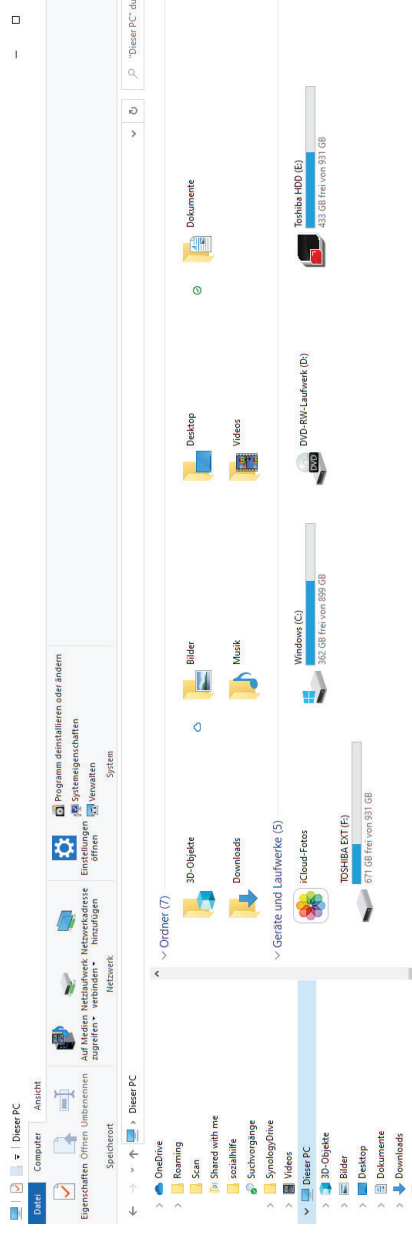 Dieser PC
Datei Computer Ansicht
Eigenschaften Öffnen Umbenennen
Speicherort
Auf Medien zugreifen
Netzlaufwerk verbinden
Netzwerkadresse hinzufügen
Netzwerk
Einstellungen öffnen
Programm deinstallieren oder ändern
Systemeigenschaften
Verwalten
System
Dieser PC
"Dieser PC" du
OneDrive
Roaming
Scan
Shared with me
sozialhilfe
Suchvorgänge
SynologyDrive
Videos
Dieser PC
3D-Objekte
Bilder
Desktop
Dokumente
Downloads
Ordner (7)
3D-Objekte
Bilder
Desktop
Dokumente
Downloads
Musik
Videos
Geräte und Laufwerke (5)
iCloud-Fotos
Windows (C:)
362 GB frei von 899 GB
DVD-RW-Laufwerk (D:)
DVD
Toshiba HDD (E:)
433 GB frei von 931 GB
TOSHIBA EXT (F:)
671 GB frei von 931 GB